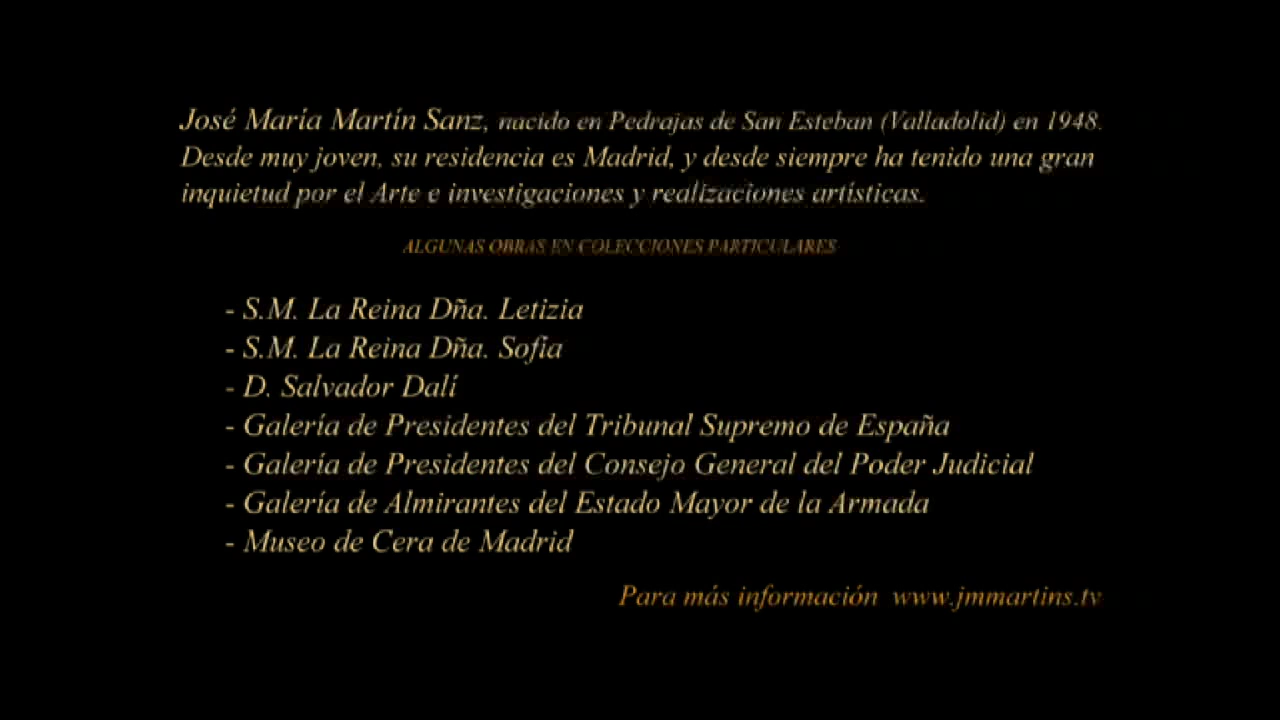 José María Martín Sanz, nacido en Pedrajas de San Esteban (Valladolid) en 1948.
Desde muy joven, su residencia es Madrid, y desde siempre ha tenido una gran
inquietud por el Arte e investigaciones y realizaciones artísticas.
ALGUNAS OBRAS EN COLECCIONES PARTICULARES
- S.M. La Reina Dña. Letizia
- S.M. La Reina Dña. Sofía
- D. Salvador Dalí
- Galería de Presidentes del Tribunal Supremo de España
- Galería de Presidentes del Consejo General del Poder Judicial
- Galería de Almirantes del Estado Mayor de la Armada
- Museo de Cera de Madrid
Para más información www.jmmartins.tv